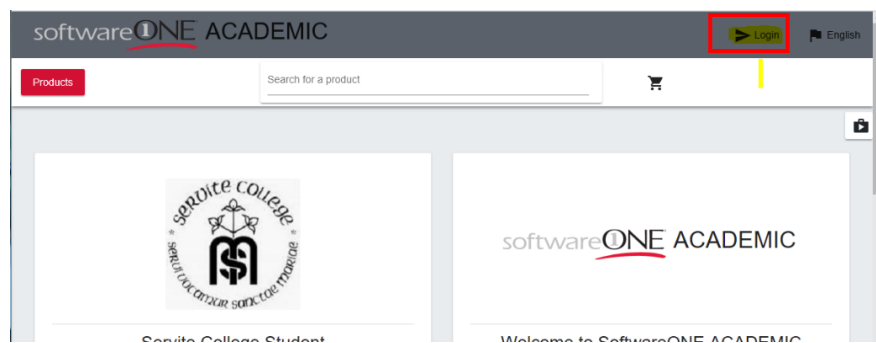 softwareONE ACADEMIC
Login
English
Products
Search for a product
SERVITE COLLEGE
SERVI VOCAMUR SANCTAE MARIAE
softwareONE ACADEMIC
Servite College Student
Welcome to SoftwareONE ACADEMIC